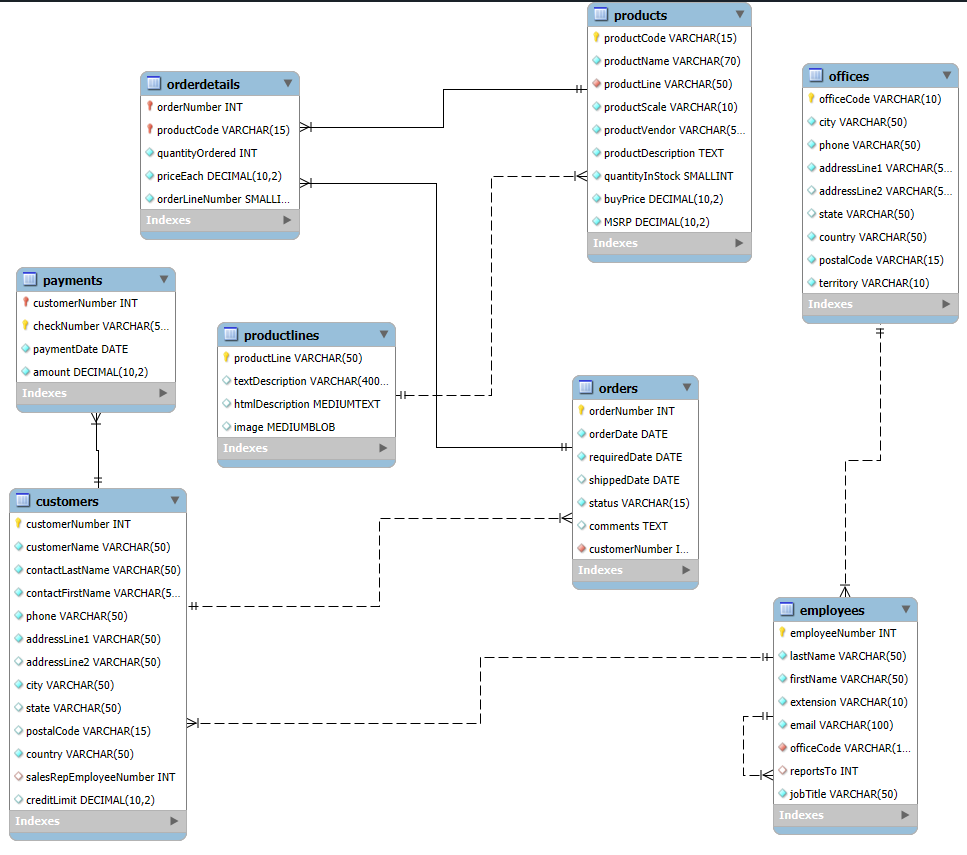 products
productCode VARCHAR(15)
productName VARCHAR(70)
productLine VARCHAR(50)
productScale VARCHAR(10)
productVendor VARCHAR(5...
productDescription TEXT
quantityInStock SMALLINT
buyPrice DECIMAL(10,2)
MSRP DECIMAL(10,2)
Indexes
orderdetails
orderNumber INT
productCode VARCHAR(15)
quantityOrdered INT
priceEach DECIMAL(10,2)
orderLineNumber SMALLI...
Indexes
offices
officeCode VARCHAR(10)
city VARCHAR(50)
phone VARCHAR(50)
addressLine1 VARCHAR(5...
addressLine2 VARCHAR(5...
state VARCHAR(50)
country VARCHAR(50)
postalCode VARCHAR(15)
territory VARCHAR(10)
Indexes
payments
customerNumber INT
checkNumber VARCHAR(5...
paymentDate DATE
amount DECIMAL(10,2)
Indexes
productlines
productLine VARCHAR(50)
textDescription VARCHAR(400...
htmlDescription MEDIUMTEXT
image MEDIUMBLOB
Indexes
orders
orderNumber INT
orderDate DATE
requiredDate DATE
shippedDate DATE
status VARCHAR(15)
comments TEXT
customerNumber I...
Indexes
customers
customerNumber INT
customerName VARCHAR(50)
contactLastName VARCHAR(50)
contactFirstName VARCHAR(5...
phone VARCHAR(50)
addressLine1 VARCHAR(50)
addressLine2 VARCHAR(50)
city VARCHAR(50)
state VARCHAR(50)
postalCode VARCHAR(15)
country VARCHAR(50)
salesRepEmployeeNumber INT
creditLimit DECIMAL(10,2)
Indexes
employees
employeeNumber INT
lastName VARCHAR(50)
firstName VARCHAR(50)
extension VARCHAR(10)
email VARCHAR(100)
officeCode VARCHAR(1...
reportsTo INT
jobTitle VARCHAR(50)
Indexes